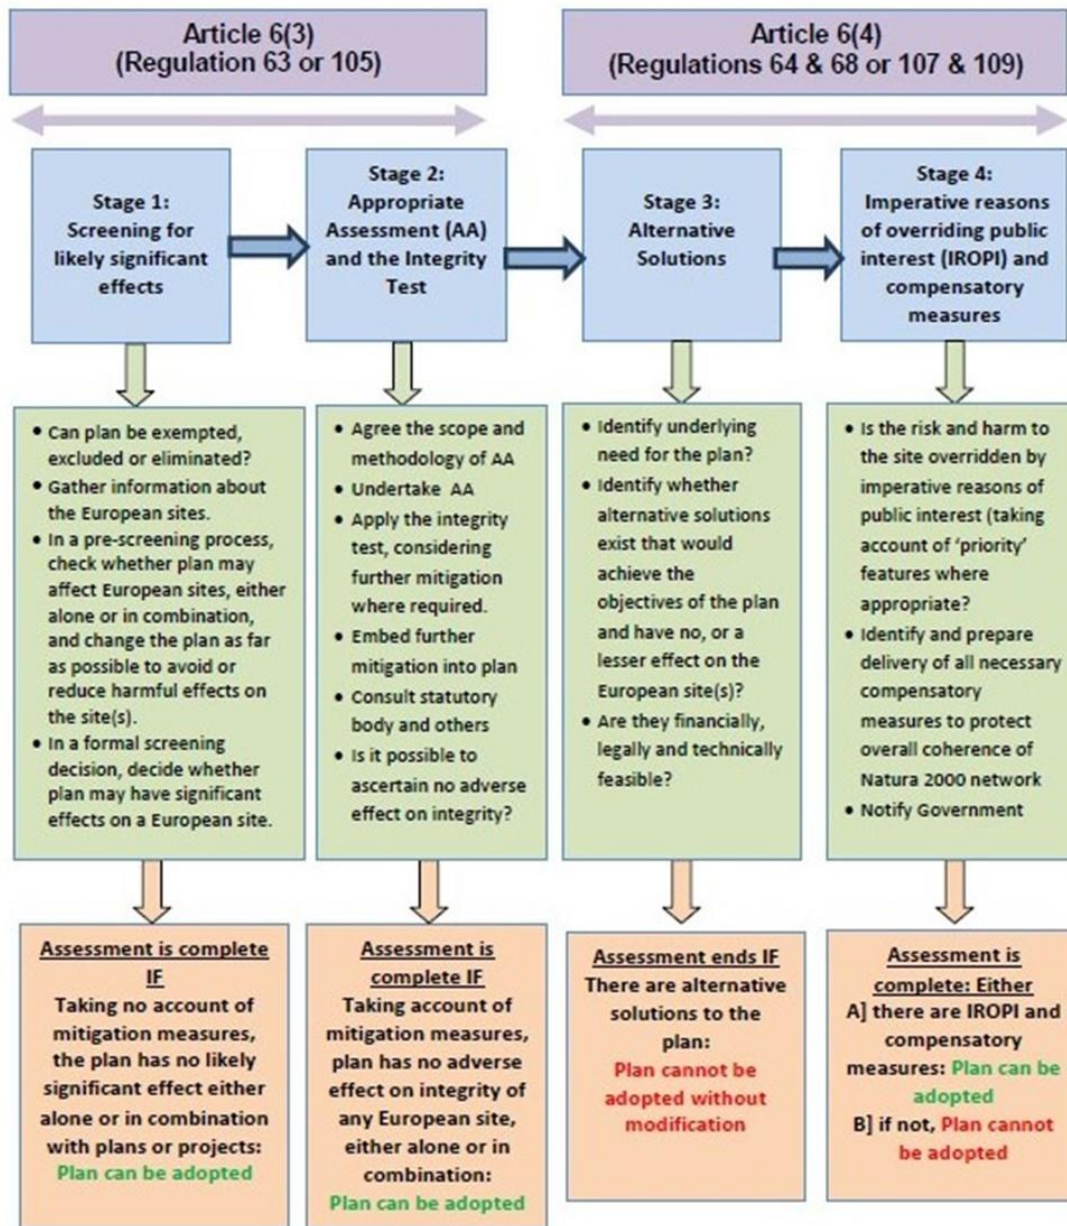 Article 6(3)
(Regulation 63 or 105)
Article 6(4)
(Regulations 64 & 68 or 107 & 109)
Stage 1:
Screening for
likely significant
effects
Stage 2:
Appropriate
Assessment (AA)
and the Integrity
Test
Stage 3:
Alternative
Solutions
Stage 4:
Imperative reasons
of overriding public
interest (IROPI) and
compensatory
measures
• Can plan be exempted,
excluded or eliminated?
• Gather information about
the European sites.
• In a pre-screening process,
check whether plan may
affect European sites, either
alone or in combination,
and change the plan as far
as possible to avoid or
reduce harmful effects on
the site(s).
• In a formal screening
decision, decide whether
plan may have significant
effects on a European site.
• Agree the scope and
methodology of AA
• Undertake AA
• Apply the integrity
test, considering
further mitigation
where required.
• Embed further
mitigation into plan
• Consult statutory
body and others
• Is it possible to
ascertain no adverse
effect on integrity?
• Identify underlying
need for the plan?
• Identify whether
alternative solutions
exist that would
achieve the
objectives of the plan
and have no, or a
lesser effect on the
European site(s)?
• Are they financially,
legally and technically
feasible?
• Is the risk and harm to
the site overridden by
imperative reasons of
public interest (taking
account of ‘priority’
features where
appropriate?
• Identify and prepare
delivery of all necessary
compensatory
measures to protect
overall coherence of
Natura 2000 network
• Notify Government
Assessment is complete
IF
Taking no account of
mitigation measures,
the plan has no likely
significant effect either
alone or in combination
with plans or projects:
Plan can be adopted
Assessment is
complete IF
Taking account of
mitigation measures,
plan has no adverse
effect on integrity of
any European site,
either alone or in
combination:
Plan can be adopted
Assessment ends IF
There are alternative
solutions to the
plan:
Plan cannot be
adopted without
modification
Assessment is
complete: Either
A] there are IROPI and
compensatory
measures: Plan can be
adopted
B] if not, Plan cannot
be adopted